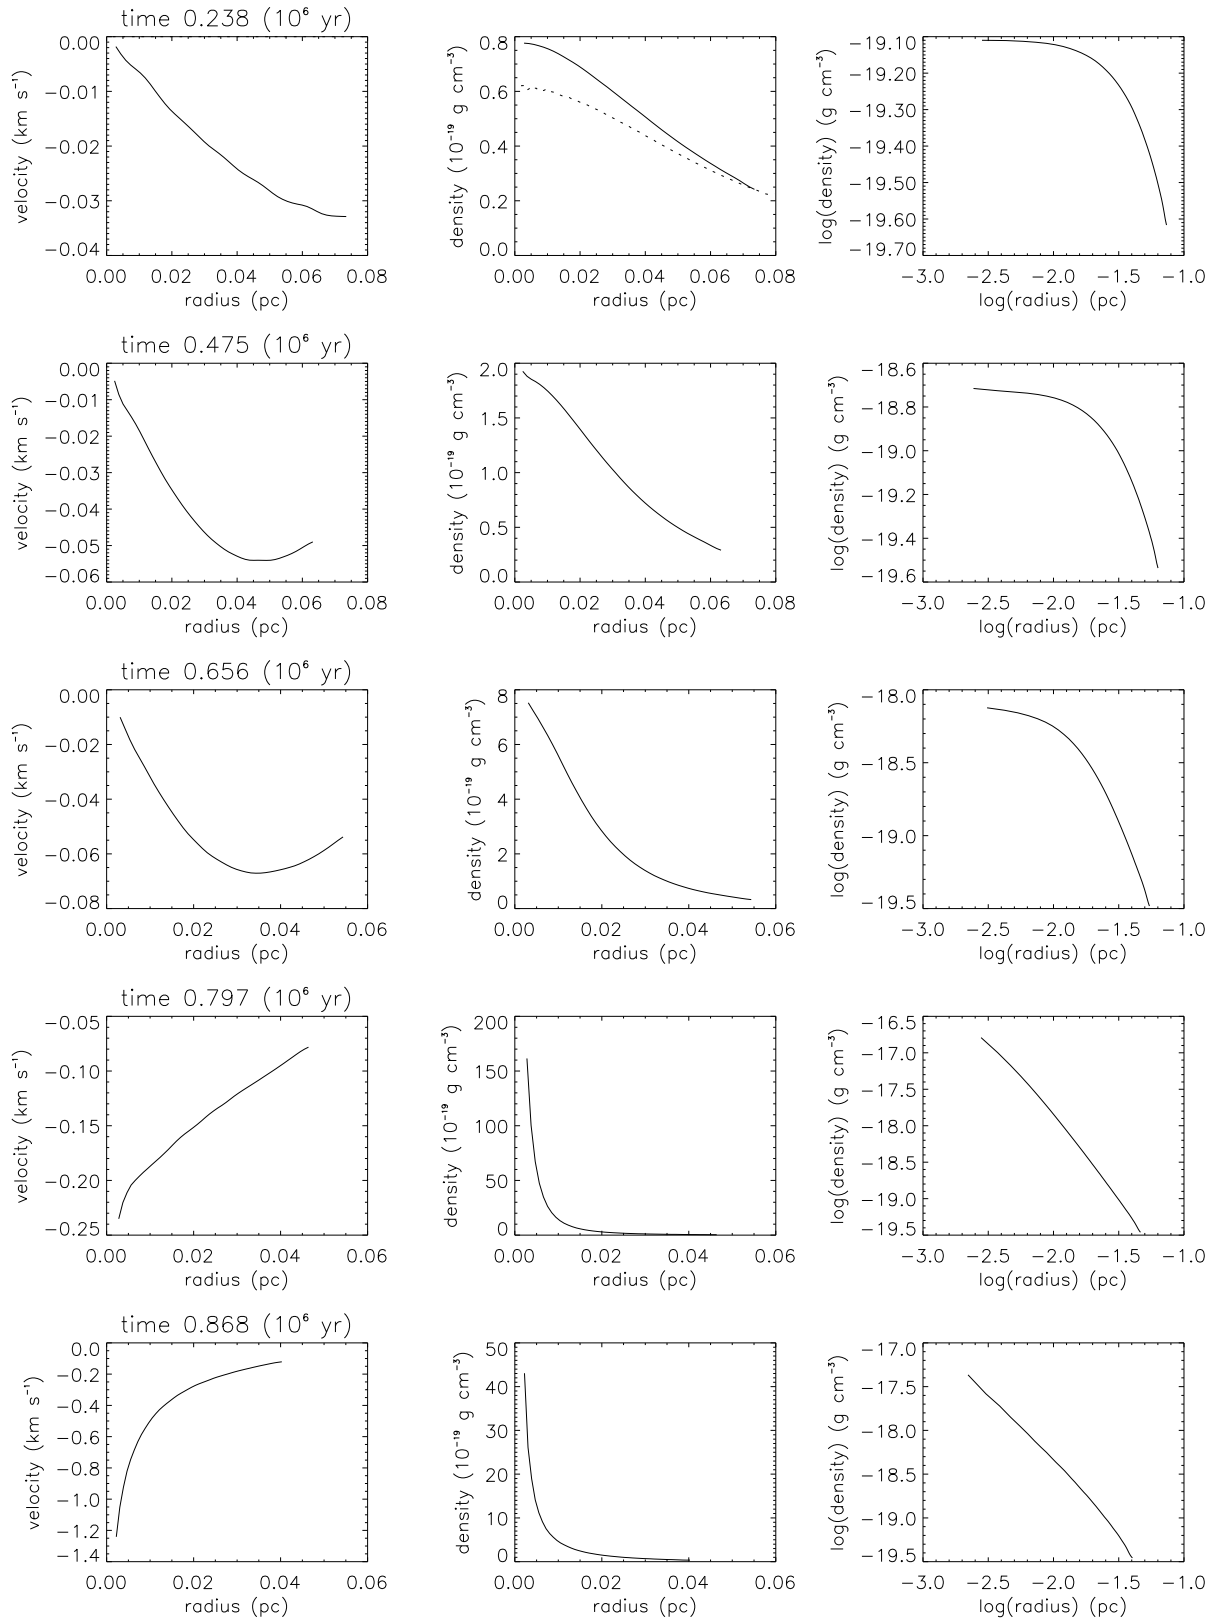 time 0.238 (10⁶ yr)
velocity (km s⁻¹)
0.00
−0.01
−0.02
−0.03
−0.04
0.00 0.02 0.04 0.06 0.08
radius (pc)
density (10⁻¹⁹ g cm⁻³)
0.8
0.6
0.4
0.2
0.0
0.00 0.02 0.04 0.06 0.08
radius (pc)
log(density) (g cm⁻³)
−19.10
−19.20
−19.30
−19.40
−19.50
−19.60
−19.70
−3.0 −2.5 −2.0 −1.5 −1.0
log(radius) (pc)
time 0.475 (10⁶ yr)
velocity (km s⁻¹)
0.00
−0.01
−0.02
−0.03
−0.04
−0.05
−0.06
0.00 0.02 0.04 0.06 0.08
radius (pc)
density (10⁻¹⁹ g cm⁻³)
2.0
1.5
1.0
0.5
0.0
0.00 0.02 0.04 0.06 0.08
radius (pc)
log(density) (g cm⁻³)
−18.6
−18.8
−19.0
−19.2
−19.4
−19.6
−3.0 −2.5 −2.0 −1.5 −1.0
log(radius) (pc)
time 0.656 (10⁶ yr)
velocity (km s⁻¹)
0.00
−0.02
−0.04
−0.06
−0.08
0.00 0.02 0.04 0.06
radius (pc)
density (10⁻¹⁹ g cm⁻³)
8
6
4
2
0
0.00 0.02 0.04 0.06
radius (pc)
log(density) (g cm⁻³)
−18.0
−18.5
−19.0
−19.5
−3.0 −2.5 −2.0 −1.5 −1.0
log(radius) (pc)
time 0.797 (10⁶ yr)
velocity (km s⁻¹)
−0.05
−0.10
−0.15
−0.20
−0.25
0.00 0.02 0.04 0.06
radius (pc)
density (10⁻¹⁹ g cm⁻³)
200
150
100
50
0
0.00 0.02 0.04 0.06
radius (pc)
log(density) (g cm⁻³)
−16.5
−17.0
−17.5
−18.0
−18.5
−19.0
−19.5
−3.0 −2.5 −2.0 −1.5 −1.0
log(radius) (pc)
time 0.868 (10⁶ yr)
velocity (km s⁻¹)
0.0
−0.2
−0.4
−0.6
−0.8
−1.0
−1.2
−1.4
0.00 0.02 0.04 0.06
radius (pc)
density (10⁻¹⁹ g cm⁻³)
50
40
30
20
10
0
0.00 0.02 0.04 0.06
radius (pc)
log(density) (g cm⁻³)
−17.0
−17.5
−18.0
−18.5
−19.0
−19.5
−3.0 −2.5 −2.0 −1.5 −1.0
log(radius) (pc)